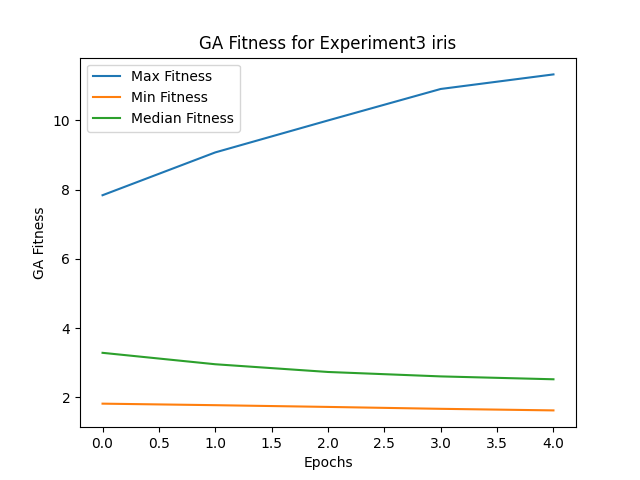 GA Fitness for Experiment3 iris
Max Fitness
Min Fitness
Median Fitness
GA Fitness
10
8
6
4
2
0.0 0.5 1.0 1.5 2.0 2.5 3.0 3.5 4.0
Epochs